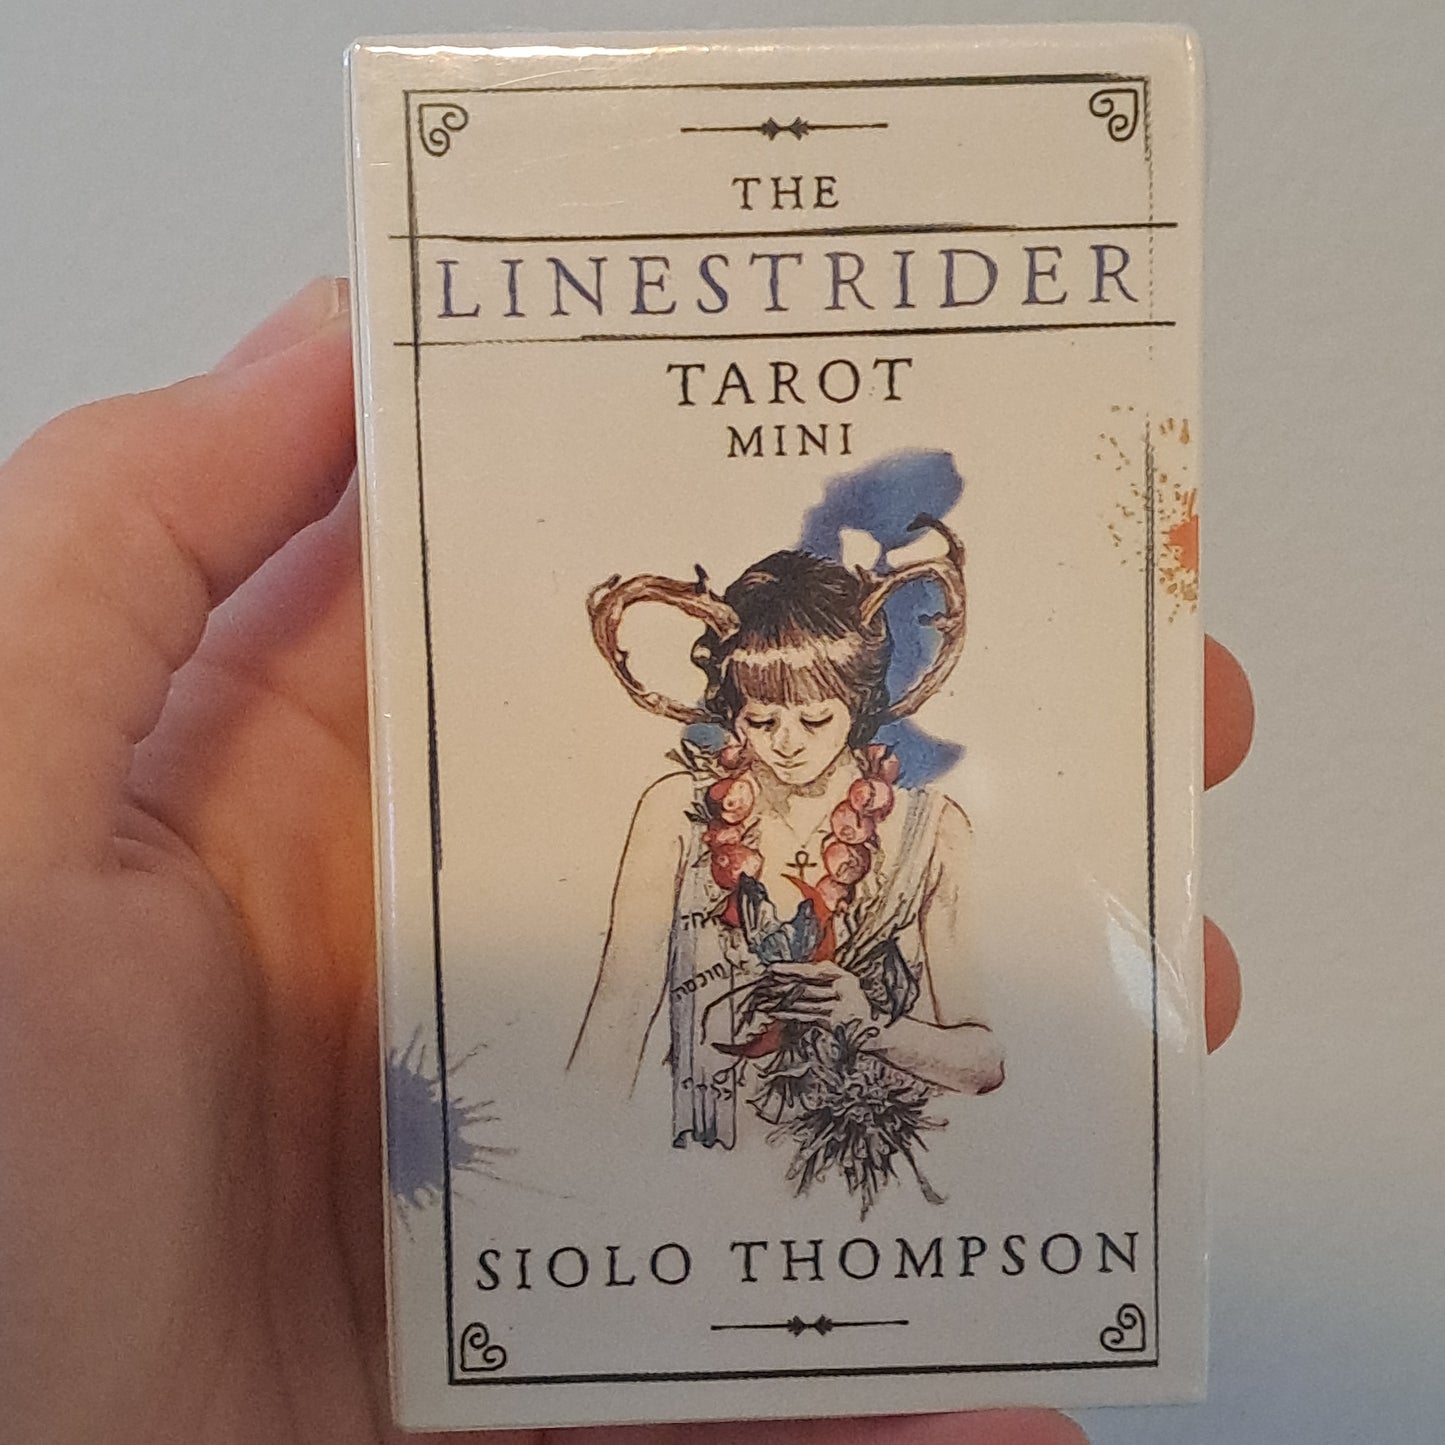 THE
LINESTRIDER
TAROT
MINI
SIOLO THOMPSON